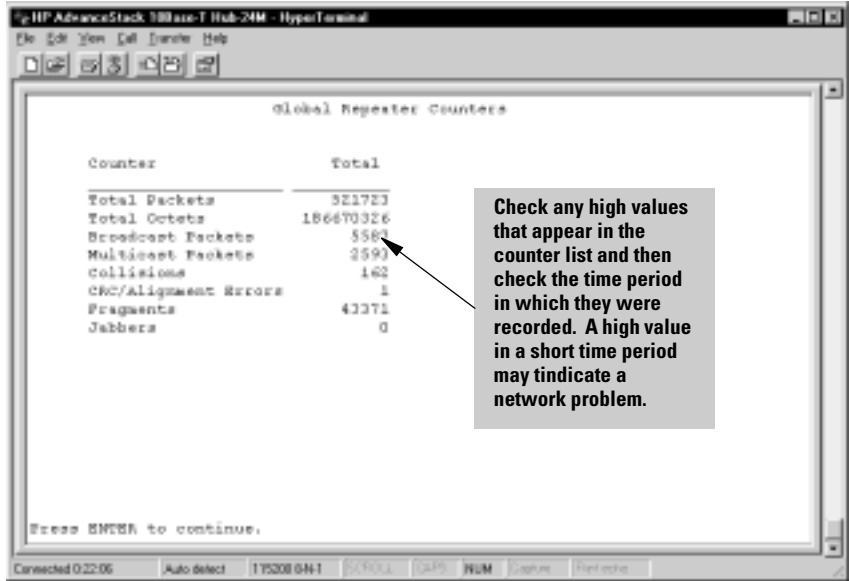 HP AdvanceStack 10Base-T Hub-24M - HyperTerminal
File Edit View Call Transfer Help
Global Repeater Counters
Counter Total
Total Packets 321723
Total Octets 186670326
Broadcast Packets 5583
Multicast Packets 2593
Collisions 162
CRC/Alignment Errors 1
Fragments 43371
Jabbers 0
Check any high values
that appear in the
counter list and then
check the time period
in which they were
recorded. A high value
in a short time period
may tindicate a
network problem.
Press ENTER to continue.
Connected 0:22:06 Auto detect 115200 8-N-1 SCROLL CAPS NUM Capture Print echo